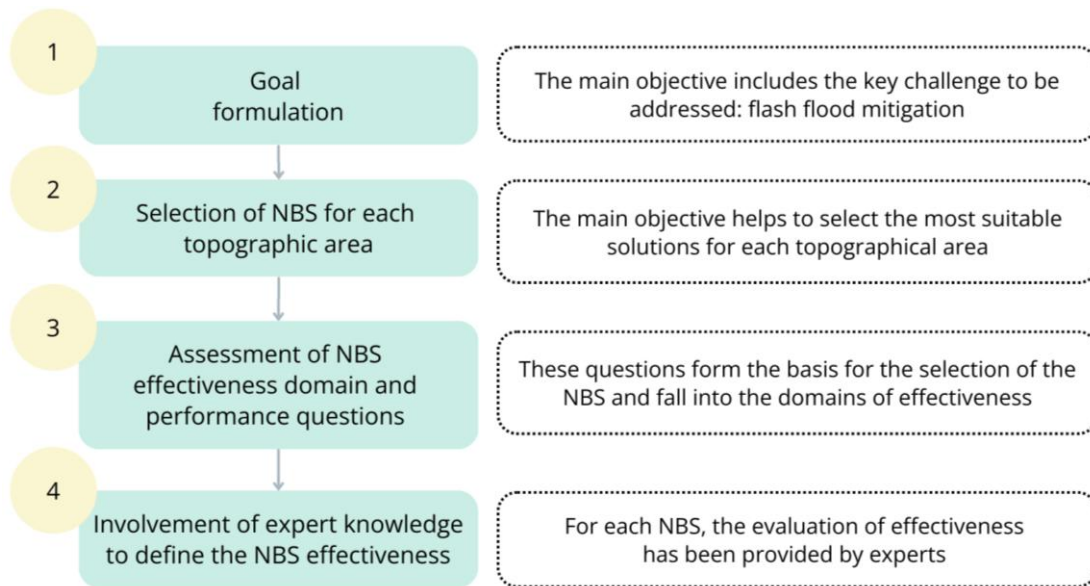 1
Goal
formulation
The main objective includes the key challenge to be
addressed: flash flood mitigation
2
Selection of NBS for each
topographic area
The main objective helps to select the most suitable
solutions for each topographical area
3
Assessment of NBS
effectiveness domain and
performance questions
These questions form the basis for the selection of the
NBS and fall into the domains of effectiveness
4
Involvement of expert knowledge
to define the NBS effectiveness
For each NBS, the evaluation of effectiveness
has been provided by experts